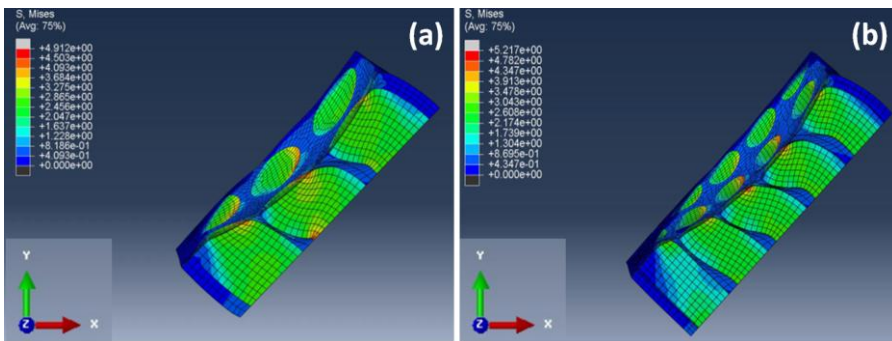 S, Mises
(Avg: 75%)
+4.912e+00
+4.503e+00
+4.093e+00
+3.684e+00
+3.275e+00
+2.865e+00
+2.456e+00
+2.047e+00
+1.637e+00
+1.228e+00
+8.186e-01
+4.093e-01
+0.000e+00
(a)
Y
Z
X
S, Mises
(Avg: 75%)
+5.217e+00
+4.782e+00
+4.347e+00
+3.913e+00
+3.478e+00
+3.043e+00
+2.608e+00
+2.174e+00
+1.739e+00
+1.304e+00
+8.695e-01
+4.347e-01
+0.000e+00
(b)
Y
Z
X